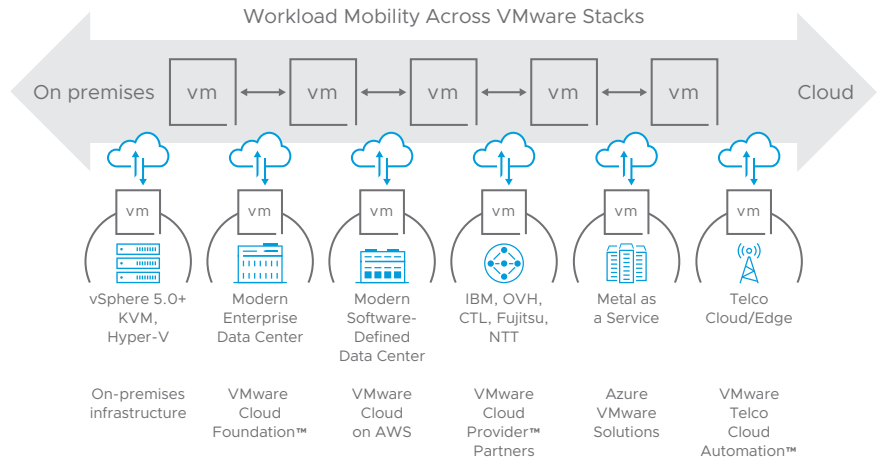 Workload Mobility Across VMware Stacks
On premises
vm
vm
vm
vm
vm
Cloud
vm
vm
vm
vm
vm
vm
vSphere 5.0+
KVM,
Hyper-V
Modern
Enterprise
Data Center
Modern
Software-
Defined
Data Center
IBM, OVH,
CTL, Fujitsu,
NTT
Metal as
a Service
Telco
Cloud/Edge
On-premises
infrastructure
VMware
Cloud
Foundation™
VMware
Cloud
on AWS
VMware
Cloud
Provider™
Partners
Azure
VMware
Solutions
VMware
Telco
Cloud
Automation™